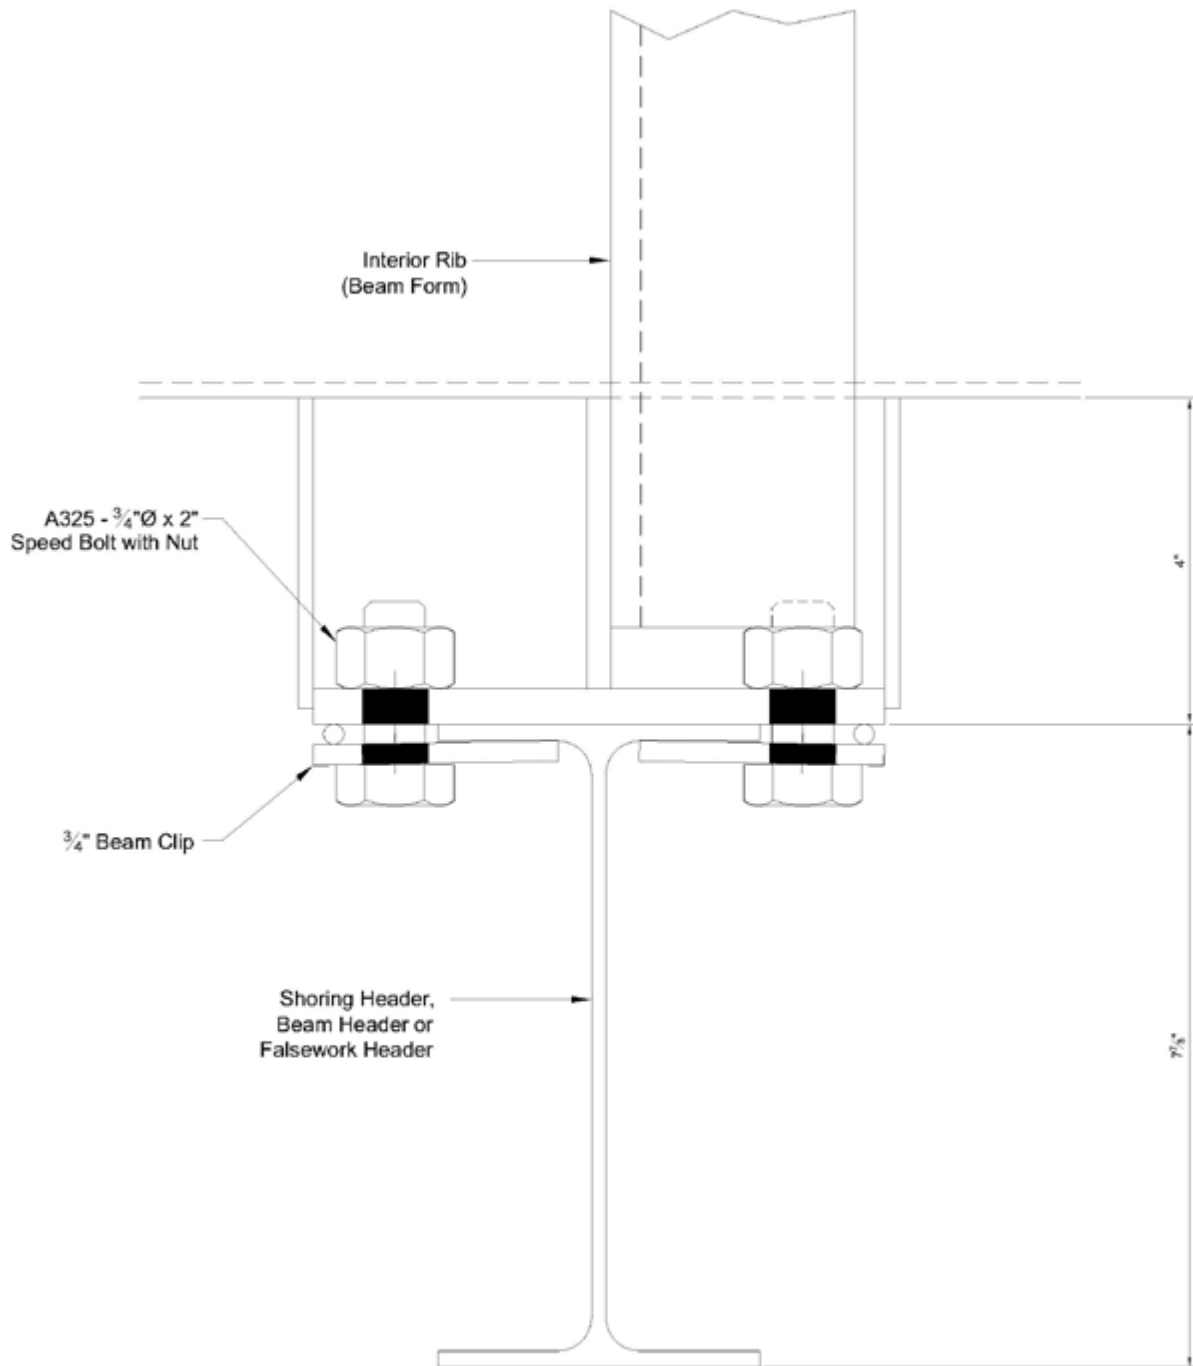 Interior Rib
(Beam Form)
A325 - ¾"Ø x 2"
Speed Bolt with Nut
4"
¾" Beam Clip
Shoring Header,
Beam Header or
Falsework Header
7⅞"